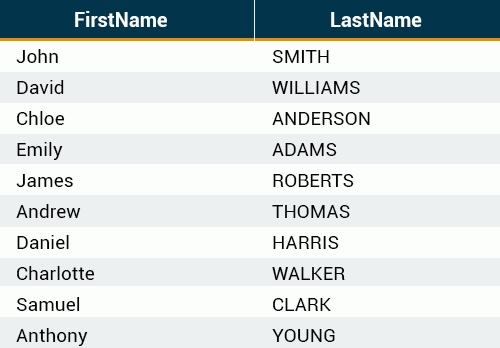 FirstName LastName
John SMITH
David WILLIAMS
Chloe ANDERSON
Emily ADAMS
James ROBERTS
Andrew THOMAS
Daniel HARRIS
Charlotte WALKER
Samuel CLARK
Anthony YOUNG